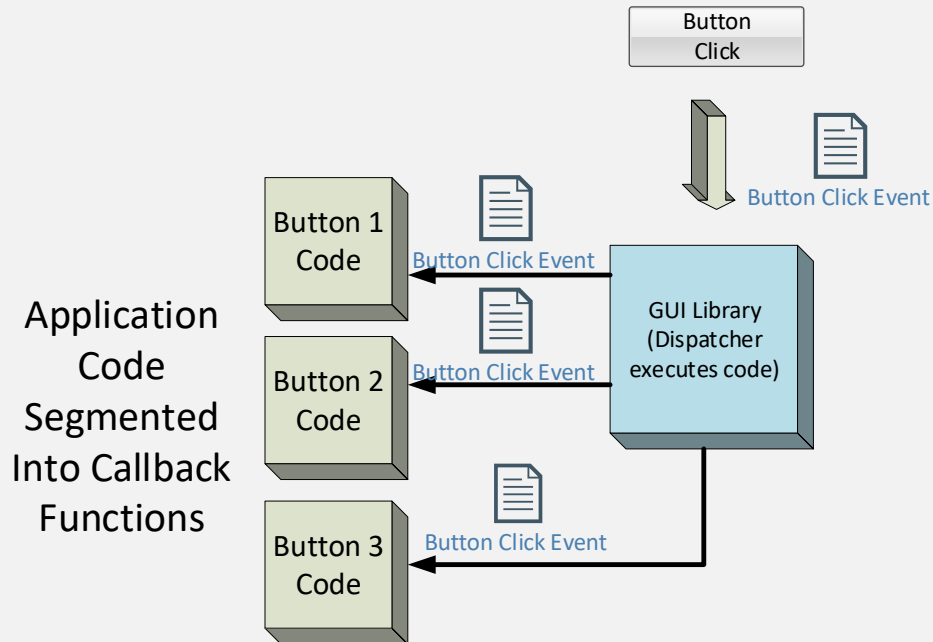 Button
Click
Button Click Event
Button 1
Code
Button Click Event
GUI Library
(Dispatcher
executes code)
Application
Code
Segmented
Into Callback
Functions
Button 2
Code
Button Click Event
Button 3
Code
Button Click Event